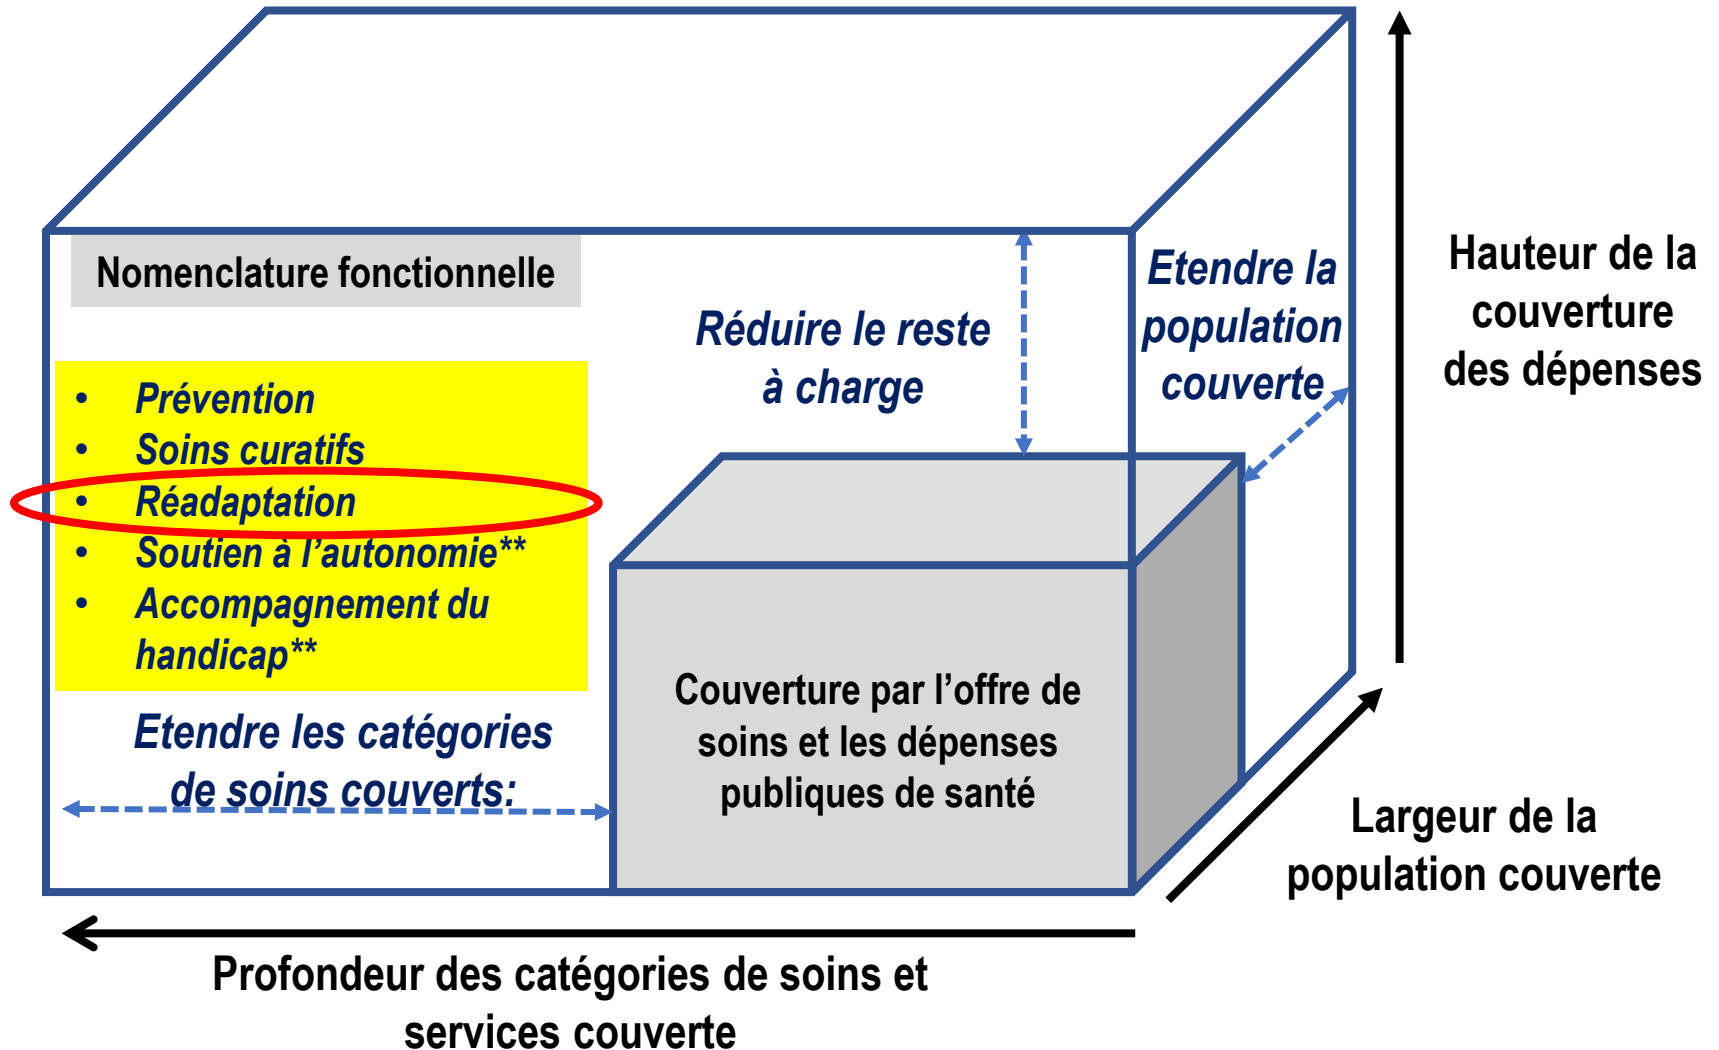 Nomenclature fonctionnelle
• Prévention
• Soins curatifs
• Réadaptation
• Soutien à l’autonomie**
• Accompagnement du
handicap**
Etendre les catégories
de soins couverts:
Réduire le reste
à charge
Etendre la
population
couverte
Couverture par l’offre de
soins et les dépenses
publiques de santé
Hauteur de la
couverture
des dépenses
Largeur de la
population couverte
Profondeur des catégories de soins et
services couverte